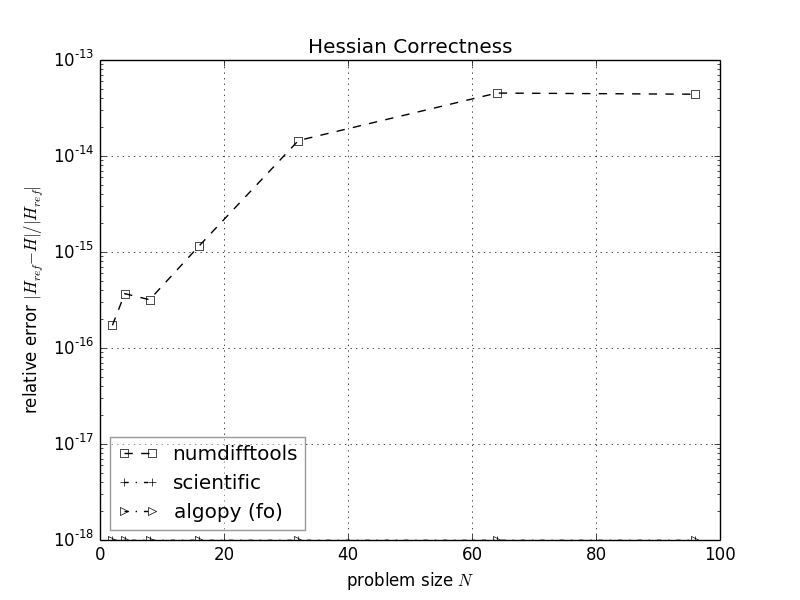 Hessian Correctness
10^-13
10^-14
10^-15
10^-16
10^-17
10^-18
relative error |H_ref − H|/|H_ref|
numdifftools
scientific
algopy (fo)
0 20 40 60 80 100
problem size N